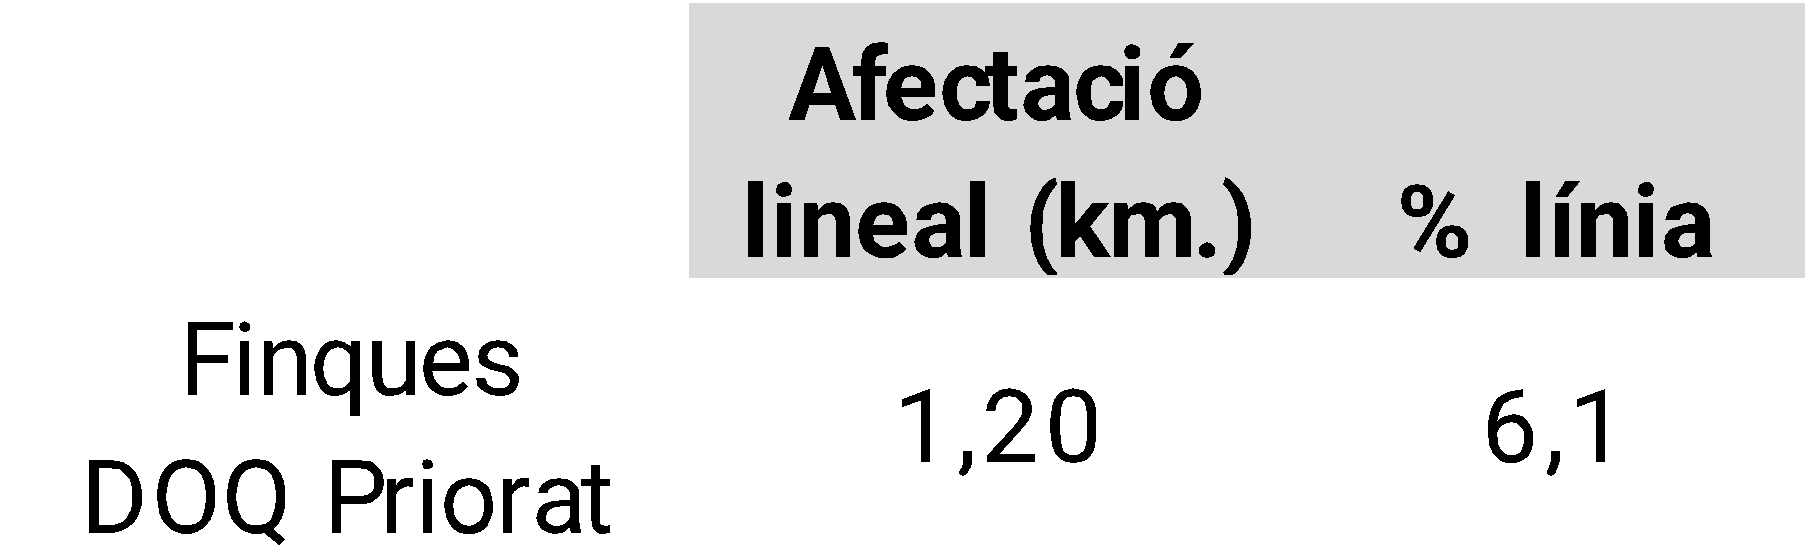 Afectació
lineal (km.) % línia
Finques
DOQ Priorat
1,20 6,1